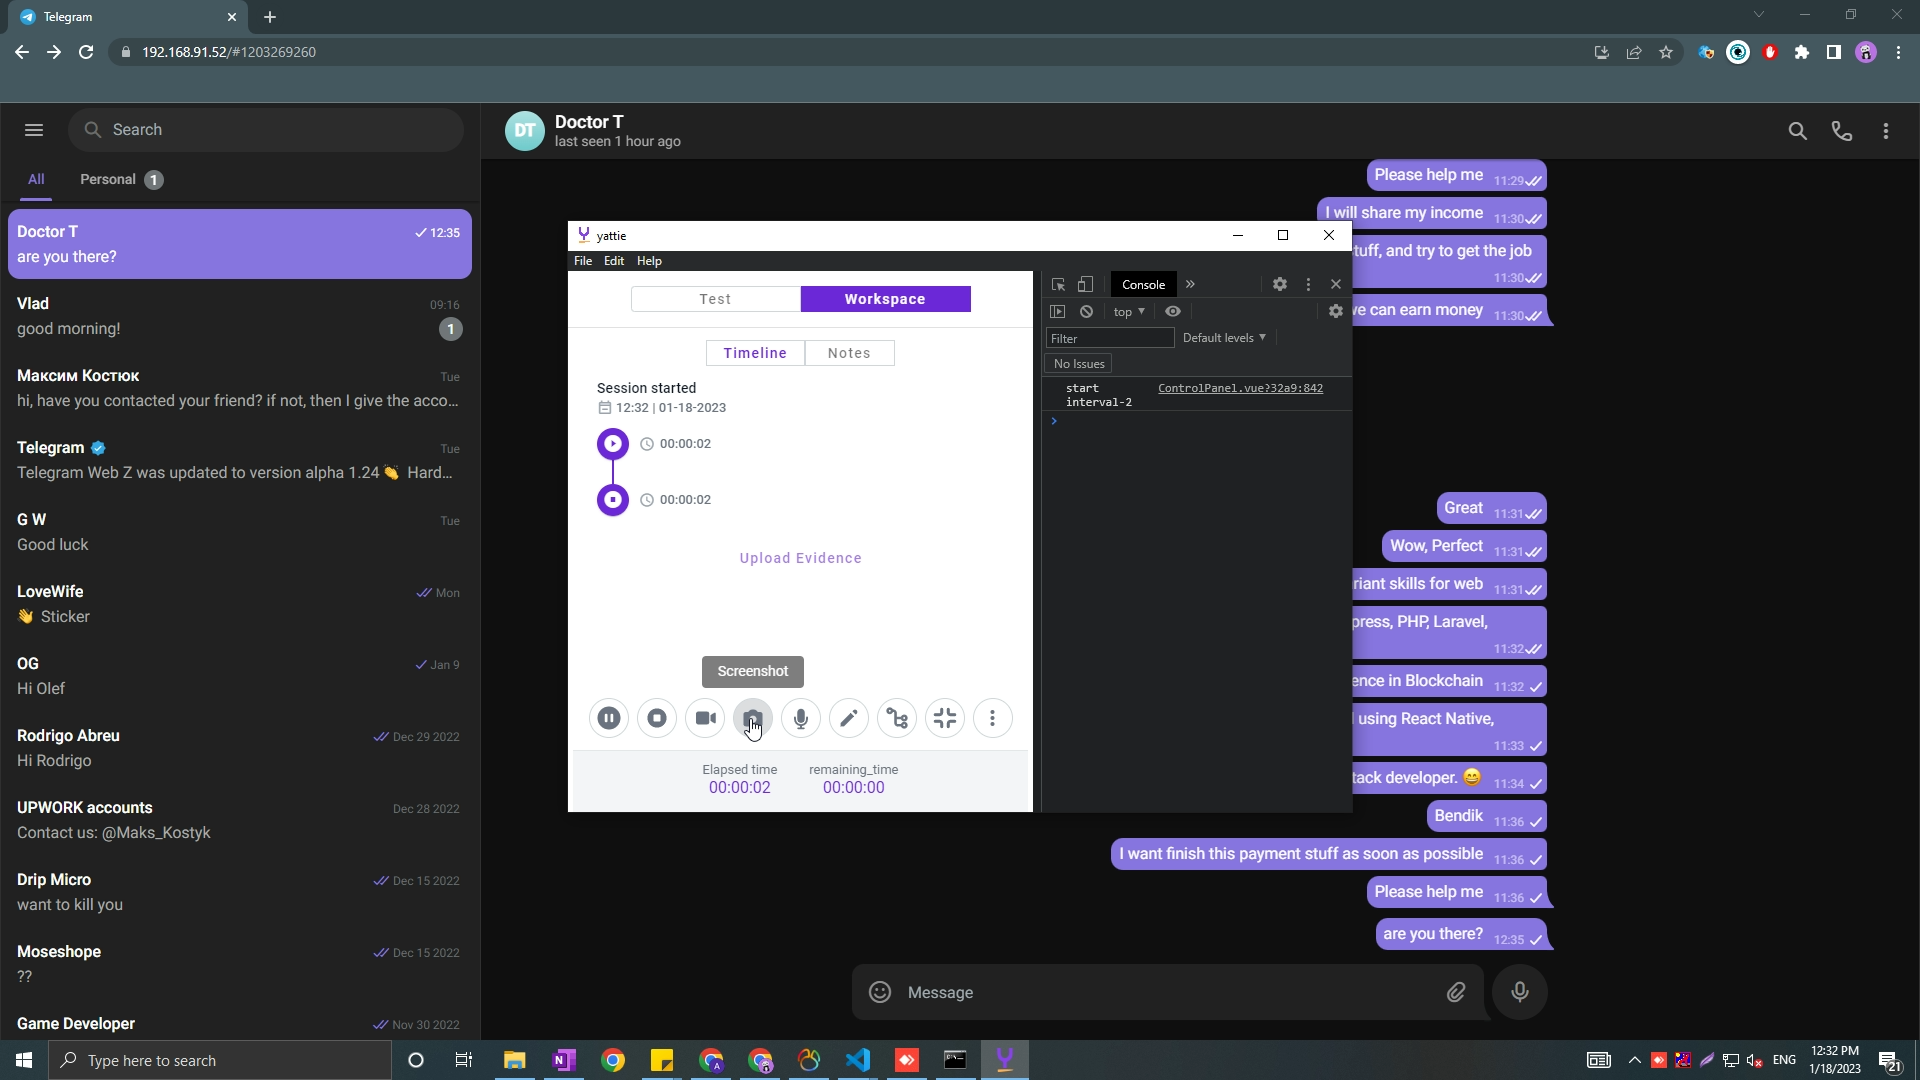 Telegram
192.168.91.52/#1203269260
Search
All
Personal 1
Doctor T
12:35
are you there?
Vlad
09:16
good morning!
1
Максим Костюк
Tue
hi, have you contacted your friend? if not, then I give the acco...
Telegram
Tue
Telegram Web Z was updated to version alpha 1.24👏 Hard...
G W
Tue
Good luck
LoveWife
Mon
👋 Sticker
OG
Jan 9
Hi Olef
Rodrigo Abreu
Dec 29 2022
Hi Rodrigo
UPWORK accounts
Dec 28 2022
Contact us: @Maks_Kostyk
Drip Micro
Dec 15 2022
want to kill you
Moseshope
Dec 15 2022
??
Game Developer
Nov 30 2022
DT
Doctor T
last seen 1 hour ago
Please help me 11:29
I will share my income 11:30
tuff, and try to get the job
11:30
we can earn money 11:30
Great 11:31
Wow, Perfect 11:31
riant skills for web 11:31
press, PHP, Laravel,
11:32
ence in Blockchain 11:32
using React Native,
11:33
tack developer. 😄 11:34
Bendik 11:36
I want finish this payment stuff as soon as possible 11:36
Please help me 11:36
are you there? 12:35
Message
yattie
File Edit Help
Test
Workspace
Timeline
Notes
Session started
12:32 | 01-18-2023
00:00:02
00:00:02
Upload Evidence
Screenshot
Elapsed time
00:00:02
remaining_time
00:00:00
Console
top
Filter
Default levels
No Issues
start ControlPanel.vue?32a9:842
interval-2
Type here to search
ENG
12:32 PM
1/18/2023
21